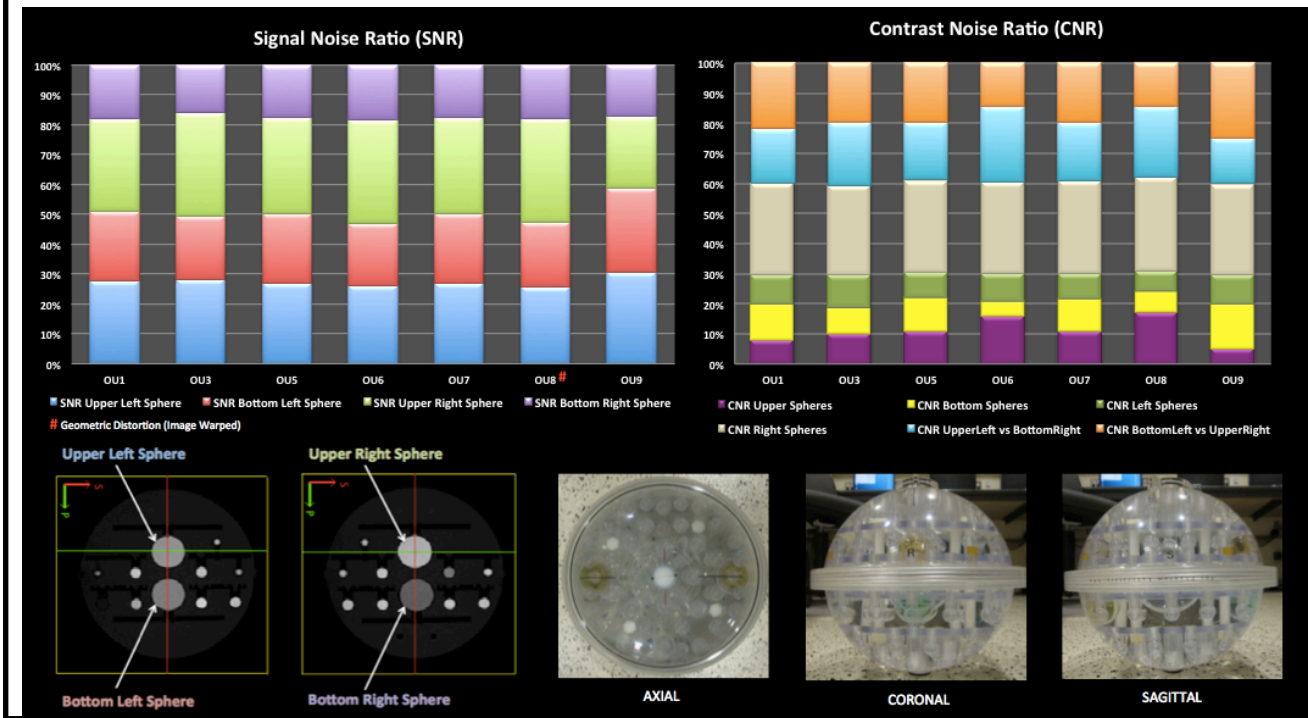 Signal Noise Ratio (SNR)
100%
90%
80%
70%
60%
50%
40%
30%
20%
10%
0%
OU1 OU3 OU5 OU6 OU7 OU8 # OU9
SNR Upper Left Sphere SNR Bottom Left Sphere SNR Upper Right Sphere SNR Bottom Right Sphere
# Geometric Distortion (Image Warped)
Contrast Noise Ratio (CNR)
100%
90%
80%
70%
60%
50%
40%
30%
20%
10%
0%
OU1 OU3 OU5 OU6 OU7 OU8 OU9
CNR Upper Spheres CNR Bottom Spheres CNR Left Spheres
CNR Right Spheres CNR UpperLeft vs BottomRight CNR BottomLeft vs UpperRight
Upper Left Sphere
S
P
Bottom Left Sphere
Upper Right Sphere
S
P
Bottom Right Sphere
AXIAL
R
CORONAL
S
SAGITTAL